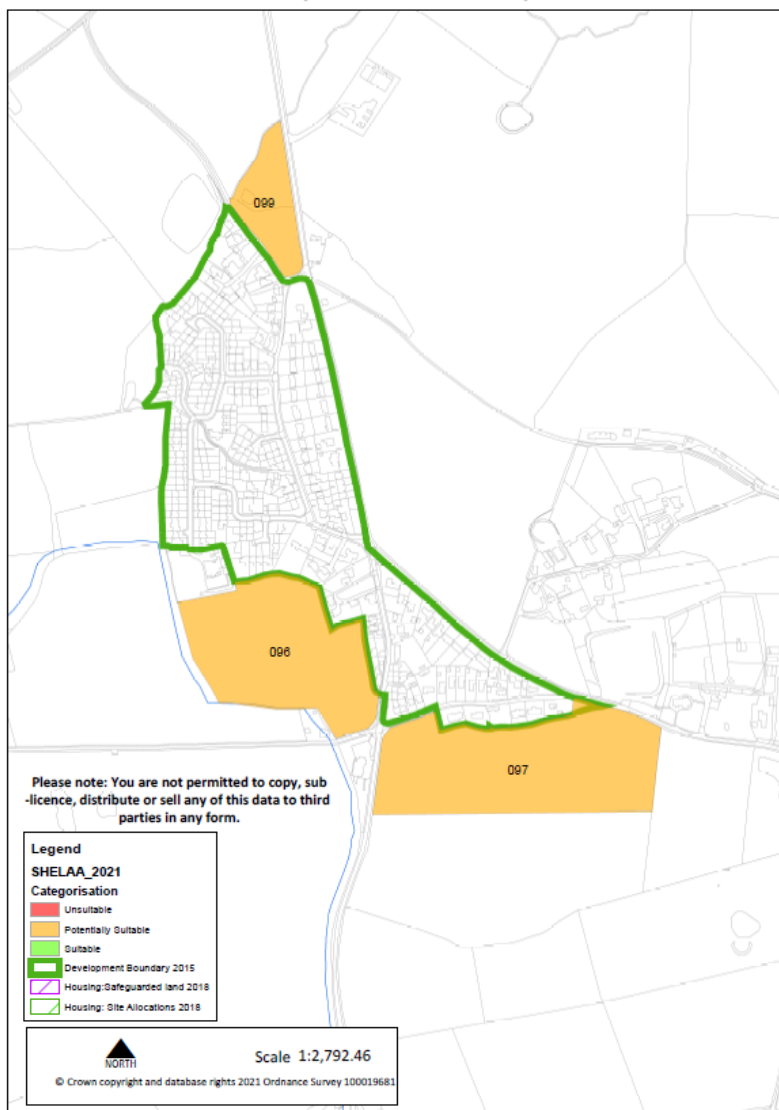 099
096
097
Please note: You are not permitted to copy, sub
-licence, distribute or sell any of this data to third
parties in any form.
Legend
SHELAA_2021
Categorisation
Unsuitable
Potentially Suitable
Suitable
Development Boundary 2015
Housing:Safeguarded land 2018
Housing: Site Allocations 2018
NORTH
Scale 1:2,792.46
© Crown copyright and database rights 2021 Ordnance Survey 100019681